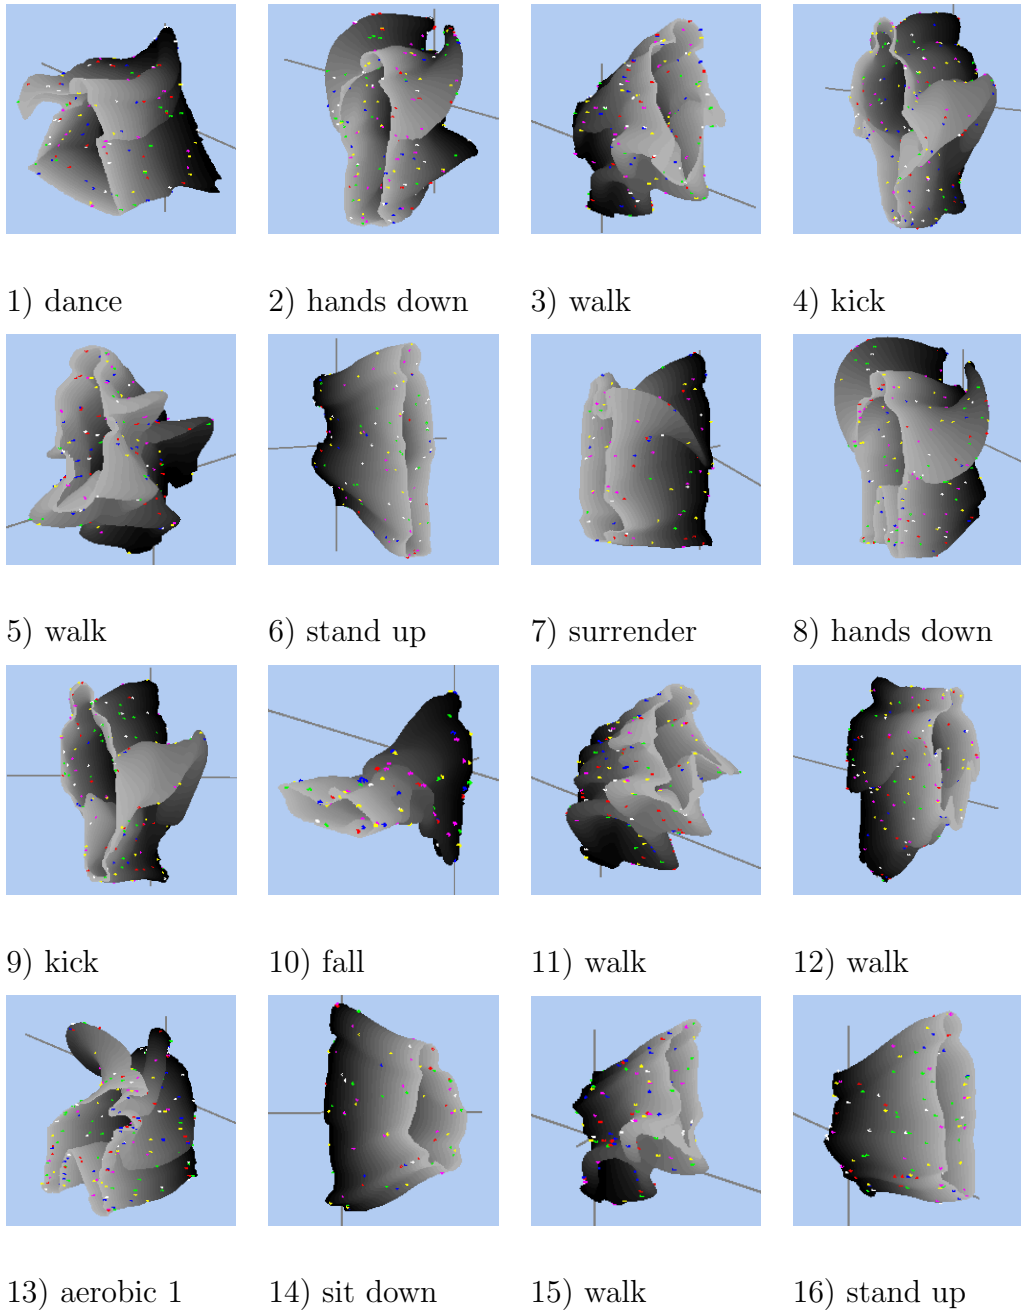 1) dance
2) hands down
3) walk
4) kick
5) walk
6) stand up
7) surrender
8) hands down
9) kick
10) fall
11) walk
12) walk
13) aerobic 1
14) sit down
15) walk
16) stand up